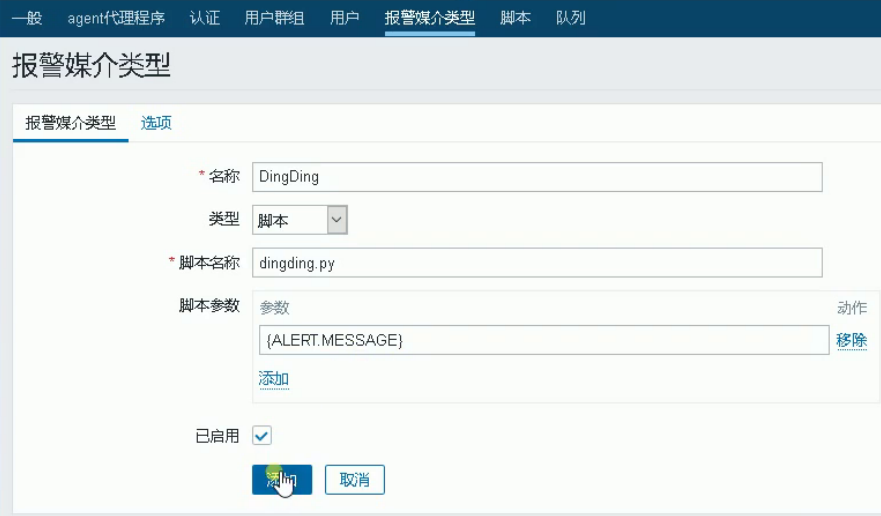 一般 agent代理程序 认证 用户群组 用户 报警媒介类型 脚本 队列
报警媒介类型
报警媒介类型 选项
* 名称 DingDing
类型 脚本
* 脚本名称 dingding.py
脚本参数 参数 动作
{ALERT.MESSAGE} 移除
添加
已启用
添加 取消